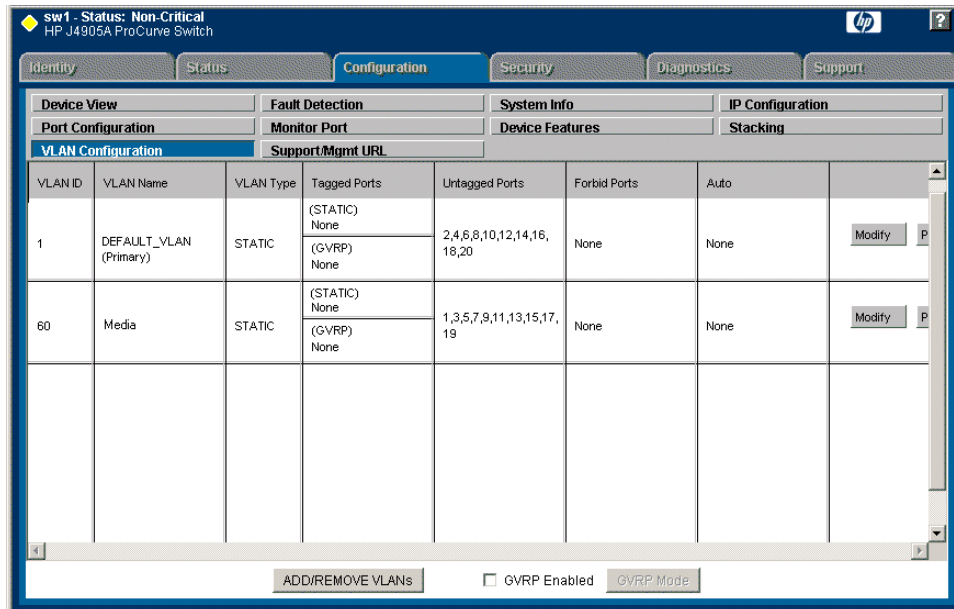 sw1 - Status: Non-Critical
HP J4905A ProCurve Switch
hp
?
Identity
Status
Configuration
Security
Diagnostics
Support
Device View
Fault Detection
System Info
IP Configuration
Port Configuration
Monitor Port
Device Features
Stacking
VLAN Configuration
Support/Mgmt URL
VLAN ID
VLAN Name
VLAN Type
Tagged Ports
Untagged Ports
Forbid Ports
Auto
1
DEFAULT_VLAN
(Primary)
STATIC
(STATIC)
None
(GVRP)
None
2,4,6,8,10,12,14,16,
18,20
None
None
Modify
P
60
Media
STATIC
(STATIC)
None
(GVRP)
None
1,3,5,7,9,11,13,15,17,
19
None
None
Modify
P
ADD/REMOVE VLANs
GVRP Enabled
GVRP Mode